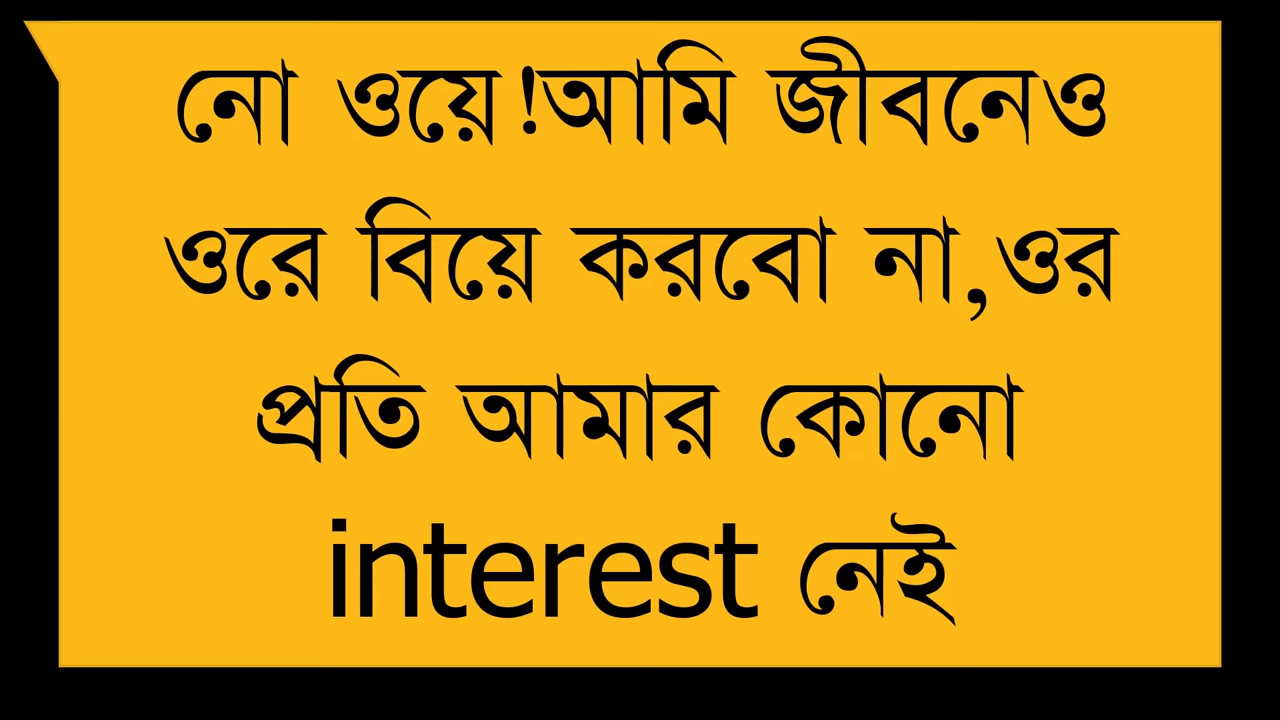 নো ওয়ে!আমি জীবনেও
ওরে বিয়ে করবো না,ওর
প্রতি আমার কোনো
interest নেই